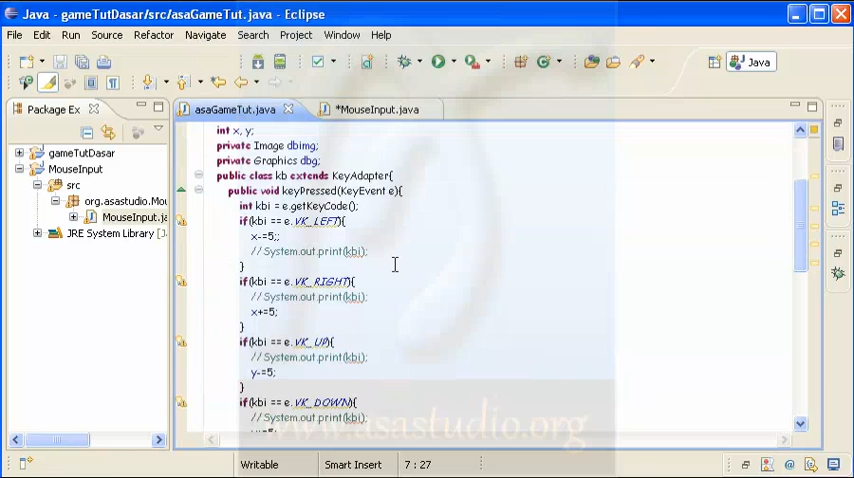 Java - gameTutDasar/src/asaGameTut.java - Eclipse
File Edit Run Source Refactor Navigate Search Project Window Help
Java
Package Ex
asaGameTut.java
*MouseInput.java
gameTutDasar
MouseInput
src
org.asastudio.Mou
MouseInput.ja
JRE System Library [
int x, y;
private Image dbimg;
private Graphics dbg;
public class kb extends KeyAdapter{
public void keyPressed(KeyEvent e){
int kbi = e.getKeyCode();
if(kbi == e.VK_LEFT){
x-=5;;
// System.out.print(kbi);
}
if(kbi == e.VK_RIGHT){
// System.out.print(kbi);
x+=5;
}
if(kbi == e.VK_UP){
// System.out.print(kbi);
y-=5;
}
if(kbi == e.VK_DOWN){
// System.out.print(kbi);
www.asastudio.org
Writable
Smart Insert
7 : 27